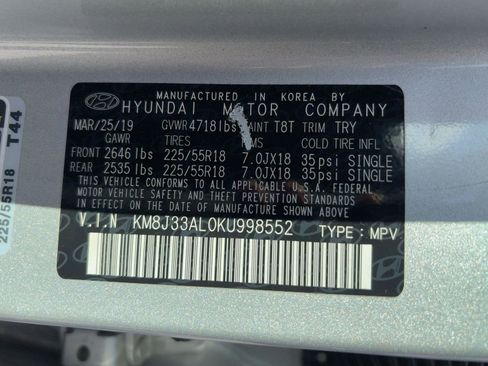 MANUFACTURED IN KOREA BY
HYUNDAI MOTOR COMPANY
MAR/25/19 GVWR 4718lbs PAINT T8T TRIM TRY
GAWR TIRES RIMS COLD TIRE INFL
FRONT 2646lbs 225/55R18 7.0JX18 35psi SINGLE
REAR 2535lbs 225/55R18 7.0JX18 35psi SINGLE
THIS VEHICLE CONFORMS TO ALL APPLICABLE U.S.A FEDERAL
MOTOR VEHICLE SAFETY, BUMPER, AND THEFT PREVENTION
STANDARDS IN EFFECT ON THE DATE OF MANUFACTURE SHOWN ABOVE.
V.I.N KM8J33AL0KU998552 TYPE: MPV
225/55R18 T44